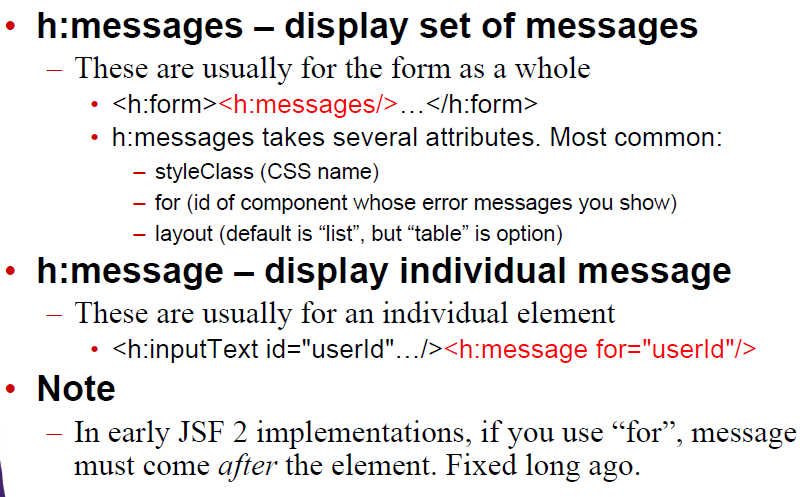 • h:messages – display set of messages
– These are usually for the form as a whole
• <h:form><h:messages/>…</h:form>
• h:messages takes several attributes. Most common:
– styleClass (CSS name)
– for (id of component whose error messages you show)
– layout (default is “list”, but “table” is option)
• h:message – display individual message
– These are usually for an individual element
• <h:inputText id="userId"…/><h:message for="userId"/>
• Note
– In early JSF 2 implementations, if you use “for”, message
must come after the element. Fixed long ago.